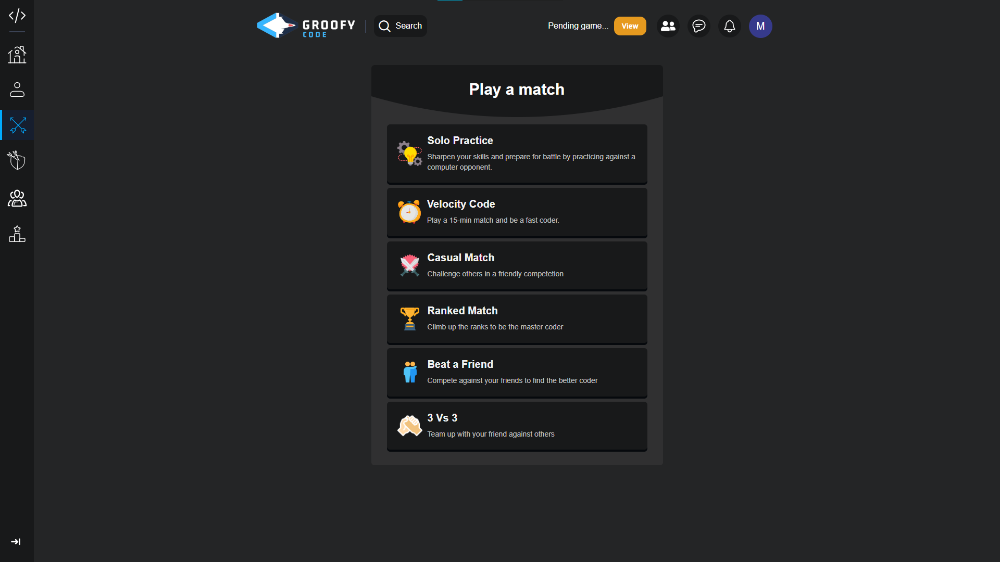 GROOFY
CODE
Search
Pending game...
View
M
Play a match
Solo Practice
Sharpen your skills and prepare for battle by practicing against a
computer opponent.
Velocity Code
Play a 15-min match and be a fast coder.
Casual Match
Challenge others in a friendly competetion
Ranked Match
Climb up the ranks to be the master coder
Beat a Friend
Compete against your friends to find the better coder
3 Vs 3
Team up with your friend against others